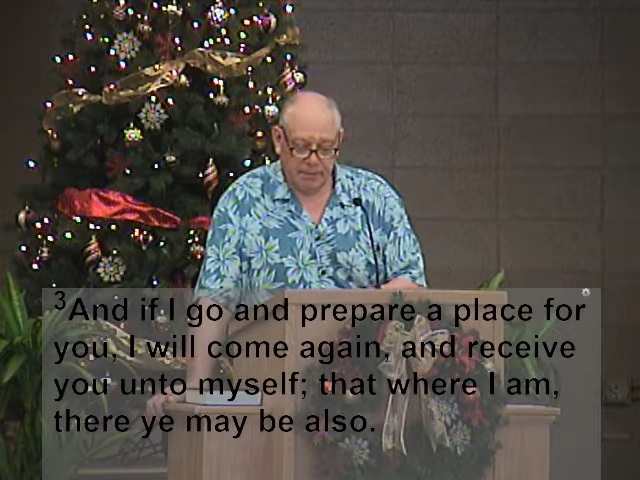 ³And if I go and prepare a place for
you, I will come again, and receive
you unto myself; that where I am,
there ye may be also.